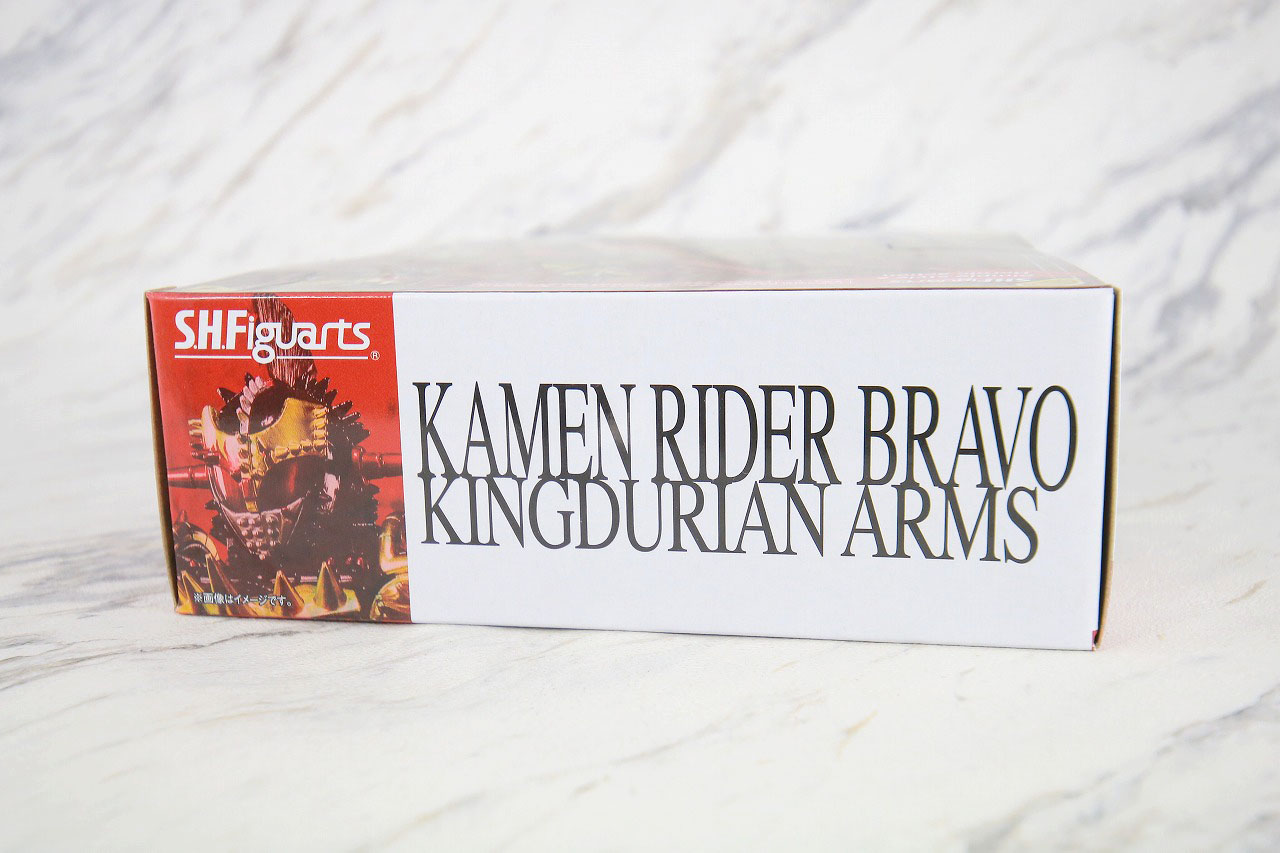 S.H.Figuarts®
KAMEN RIDER BRAVO
KINGDURIAN ARMS
※画像はイメージです。